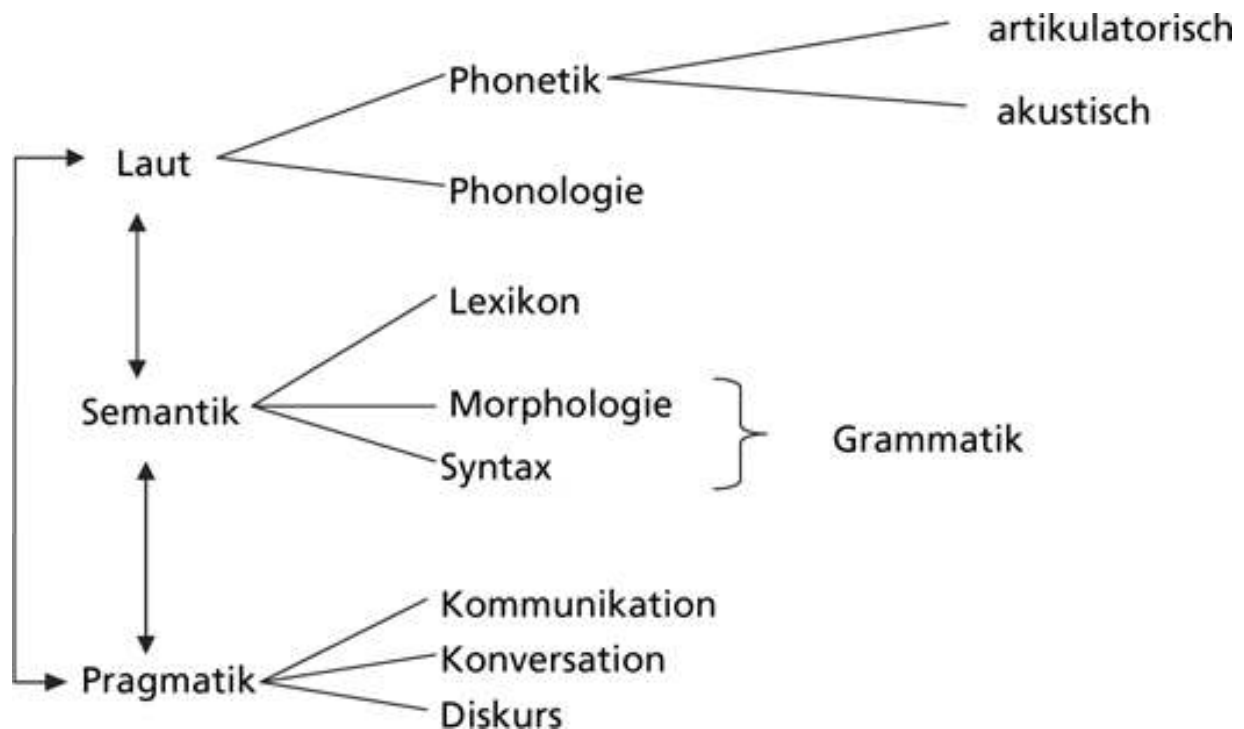 artikulatorisch
Phonetik
akustisch
Laut
Phonologie
Lexikon
Morphologie
Semantik
Grammatik
Syntax
Kommunikation
Konversation
Pragmatik
Diskurs